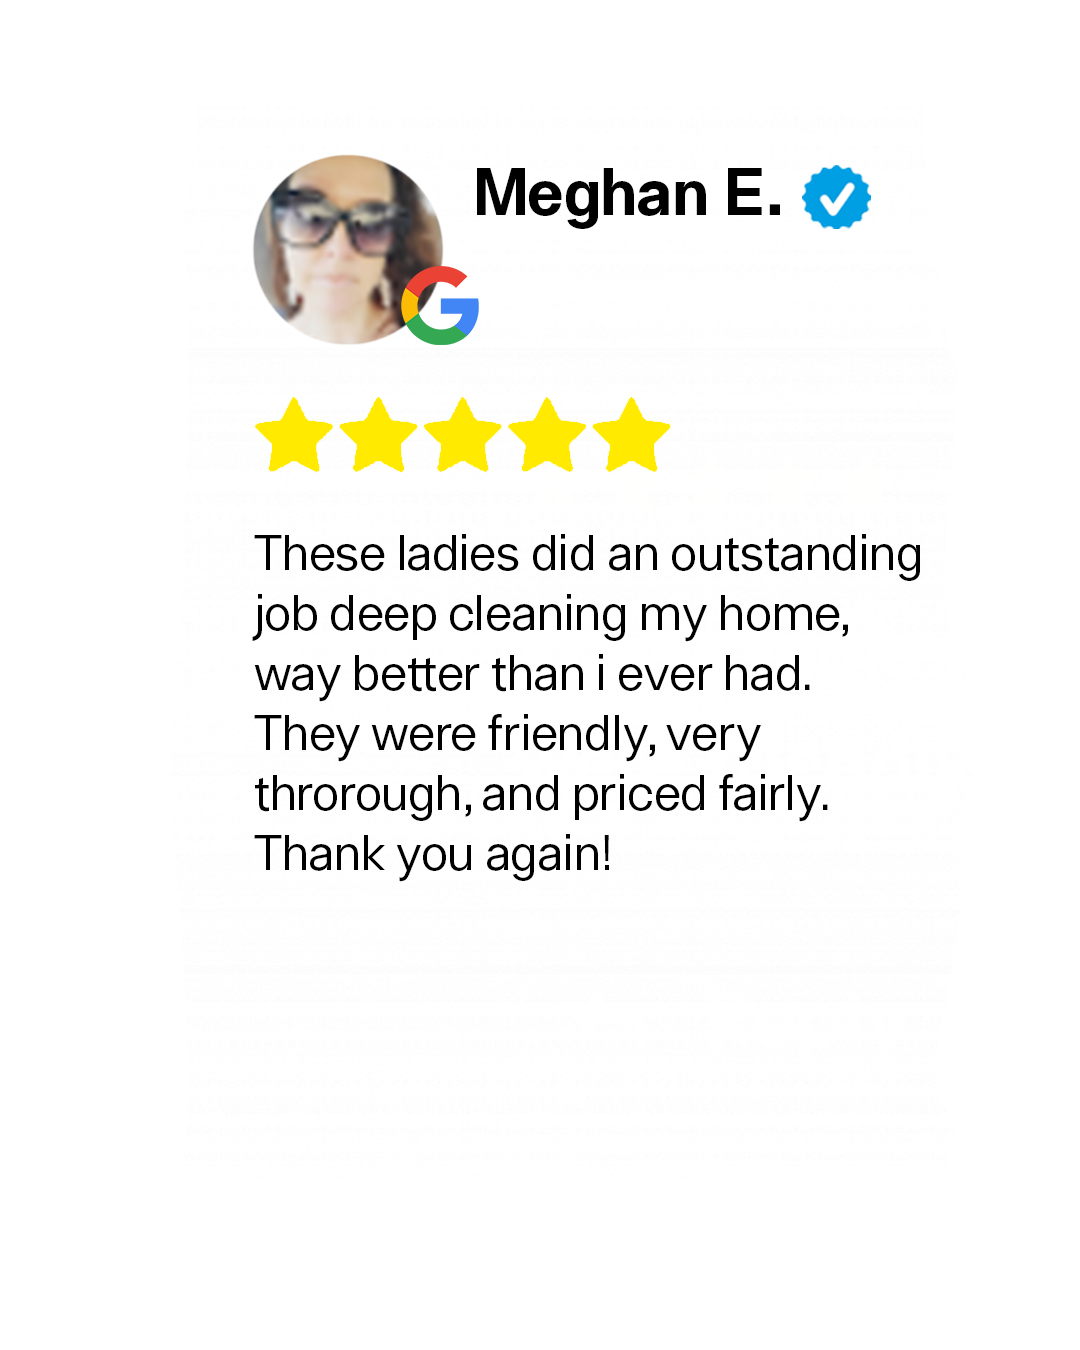 Meghan E.
These ladies did an outstanding
job deep cleaning my home,
way better than i ever had.
They were friendly, very
throrough, and priced fairly.
Thank you again!